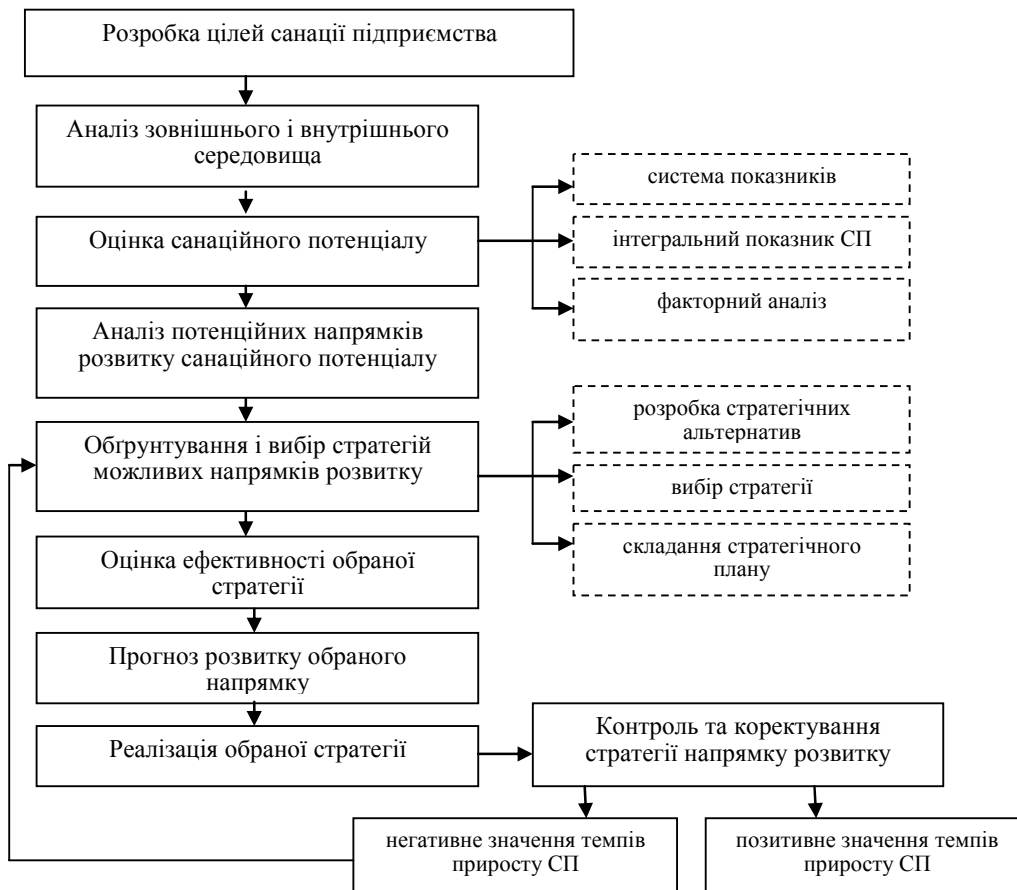 Розробка цілей санації підприємства
Аналіз зовнішнього і внутрішнього
середовища
система показників
Оцінка санаційного потенціалу
інтегральний показник СП
факторний аналіз
Аналіз потенційних напрямків
розвитку санаційного потенціалу
розробка стратегічних
альтернатив
Обґрунтування і вибір стратегій
можливих напрямків розвитку
вибір стратегії
складання стратегічного
плану
Оцінка ефективності обраної
стратегії
Прогноз розвитку обраного
напрямку
Реалізація обраної стратегії
Контроль та коректування
стратегії напрямку розвитку
негативне значення темпів
приросту СП
позитивне значення темпів
приросту СП